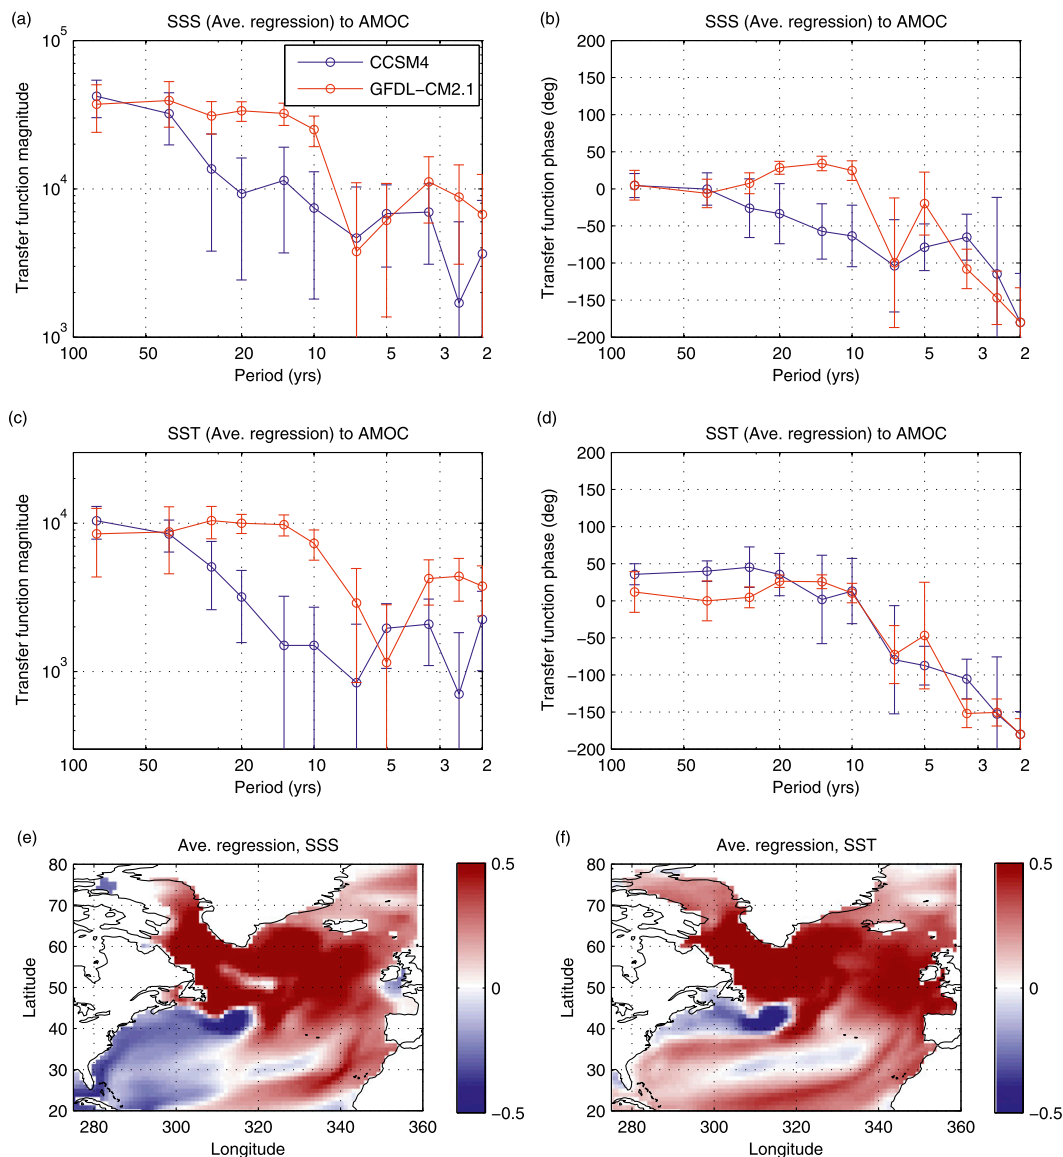 (a)
SSS (Ave. regression) to AMOC
Transfer function magnitude
10^5
10^4
10^3
CCSM4
GFDL−CM2.1
100 50 20 10 5 3 2
Period (yrs)
(b)
SSS (Ave. regression) to AMOC
Transfer function phase (deg)
200
150
100
50
0
−50
−100
−150
−200
100 50 20 10 5 3 2
Period (yrs)
(c)
SST (Ave. regression) to AMOC
Transfer function magnitude
10^4
10^3
100 50 20 10 5 3 2
Period (yrs)
(d)
SST (Ave. regression) to AMOC
Transfer function phase (deg)
200
150
100
50
0
−50
−100
−150
−200
100 50 20 10 5 3 2
Period (yrs)
(e)
Ave. regression, SSS
Latitude
80
70
60
50
40
30
20
280 300 320 340 360
Longitude
0.5
0
−0.5
(f)
Ave. regression, SST
Latitude
80
70
60
50
40
30
20
280 300 320 340 360
Longitude
0.5
0
−0.5